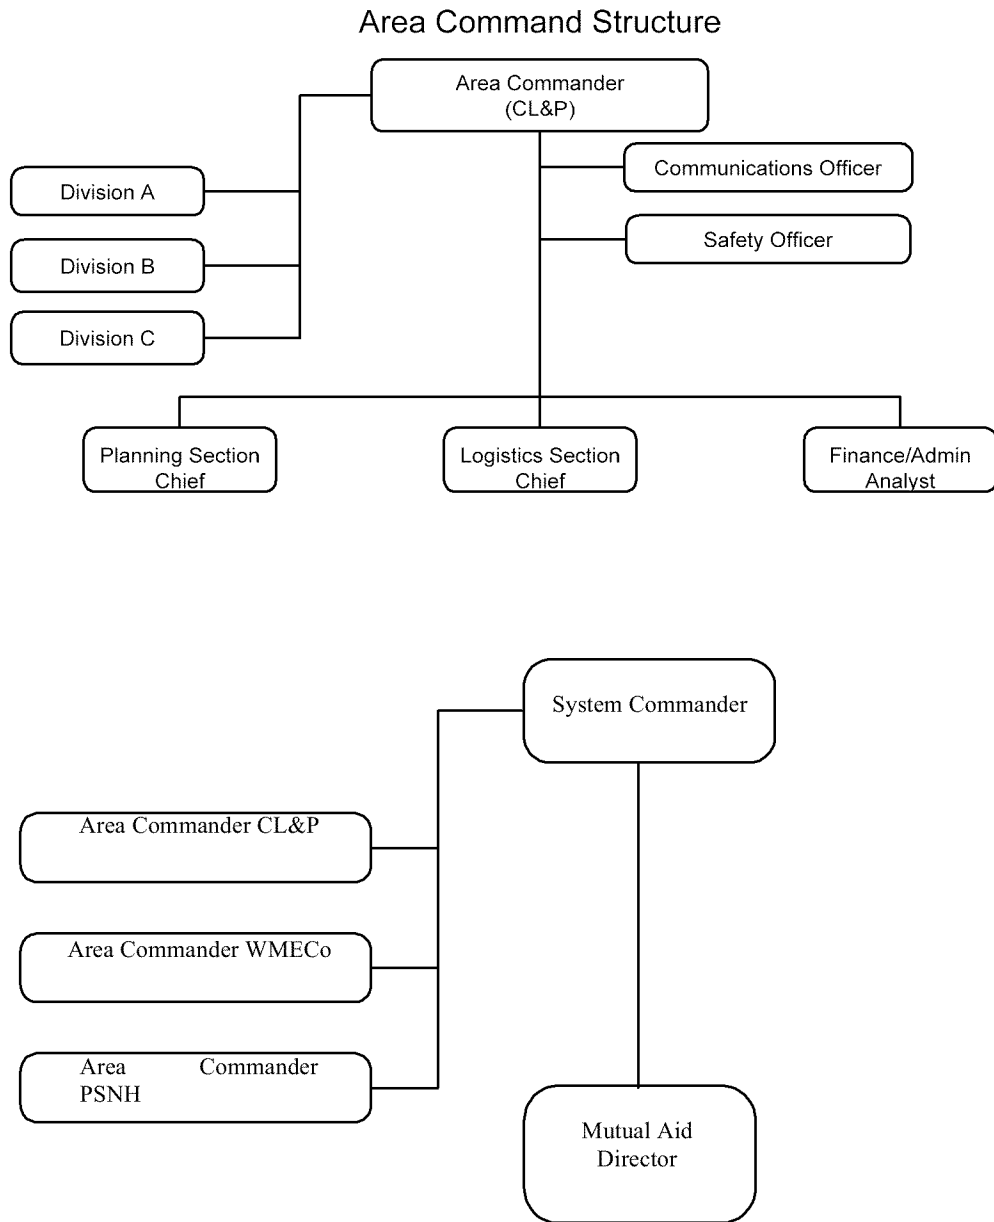 Area Command Structure
Area Commander
(CL&P)
Communications Officer
Division A
Safety Officer
Division B
Division C
Planning Section
Chief
Logistics Section
Chief
Finance/Admin
Analyst
System Commander
Area Commander CL&P
Area Commander WMECo
Area Commander
PSNH
Mutual Aid
Director